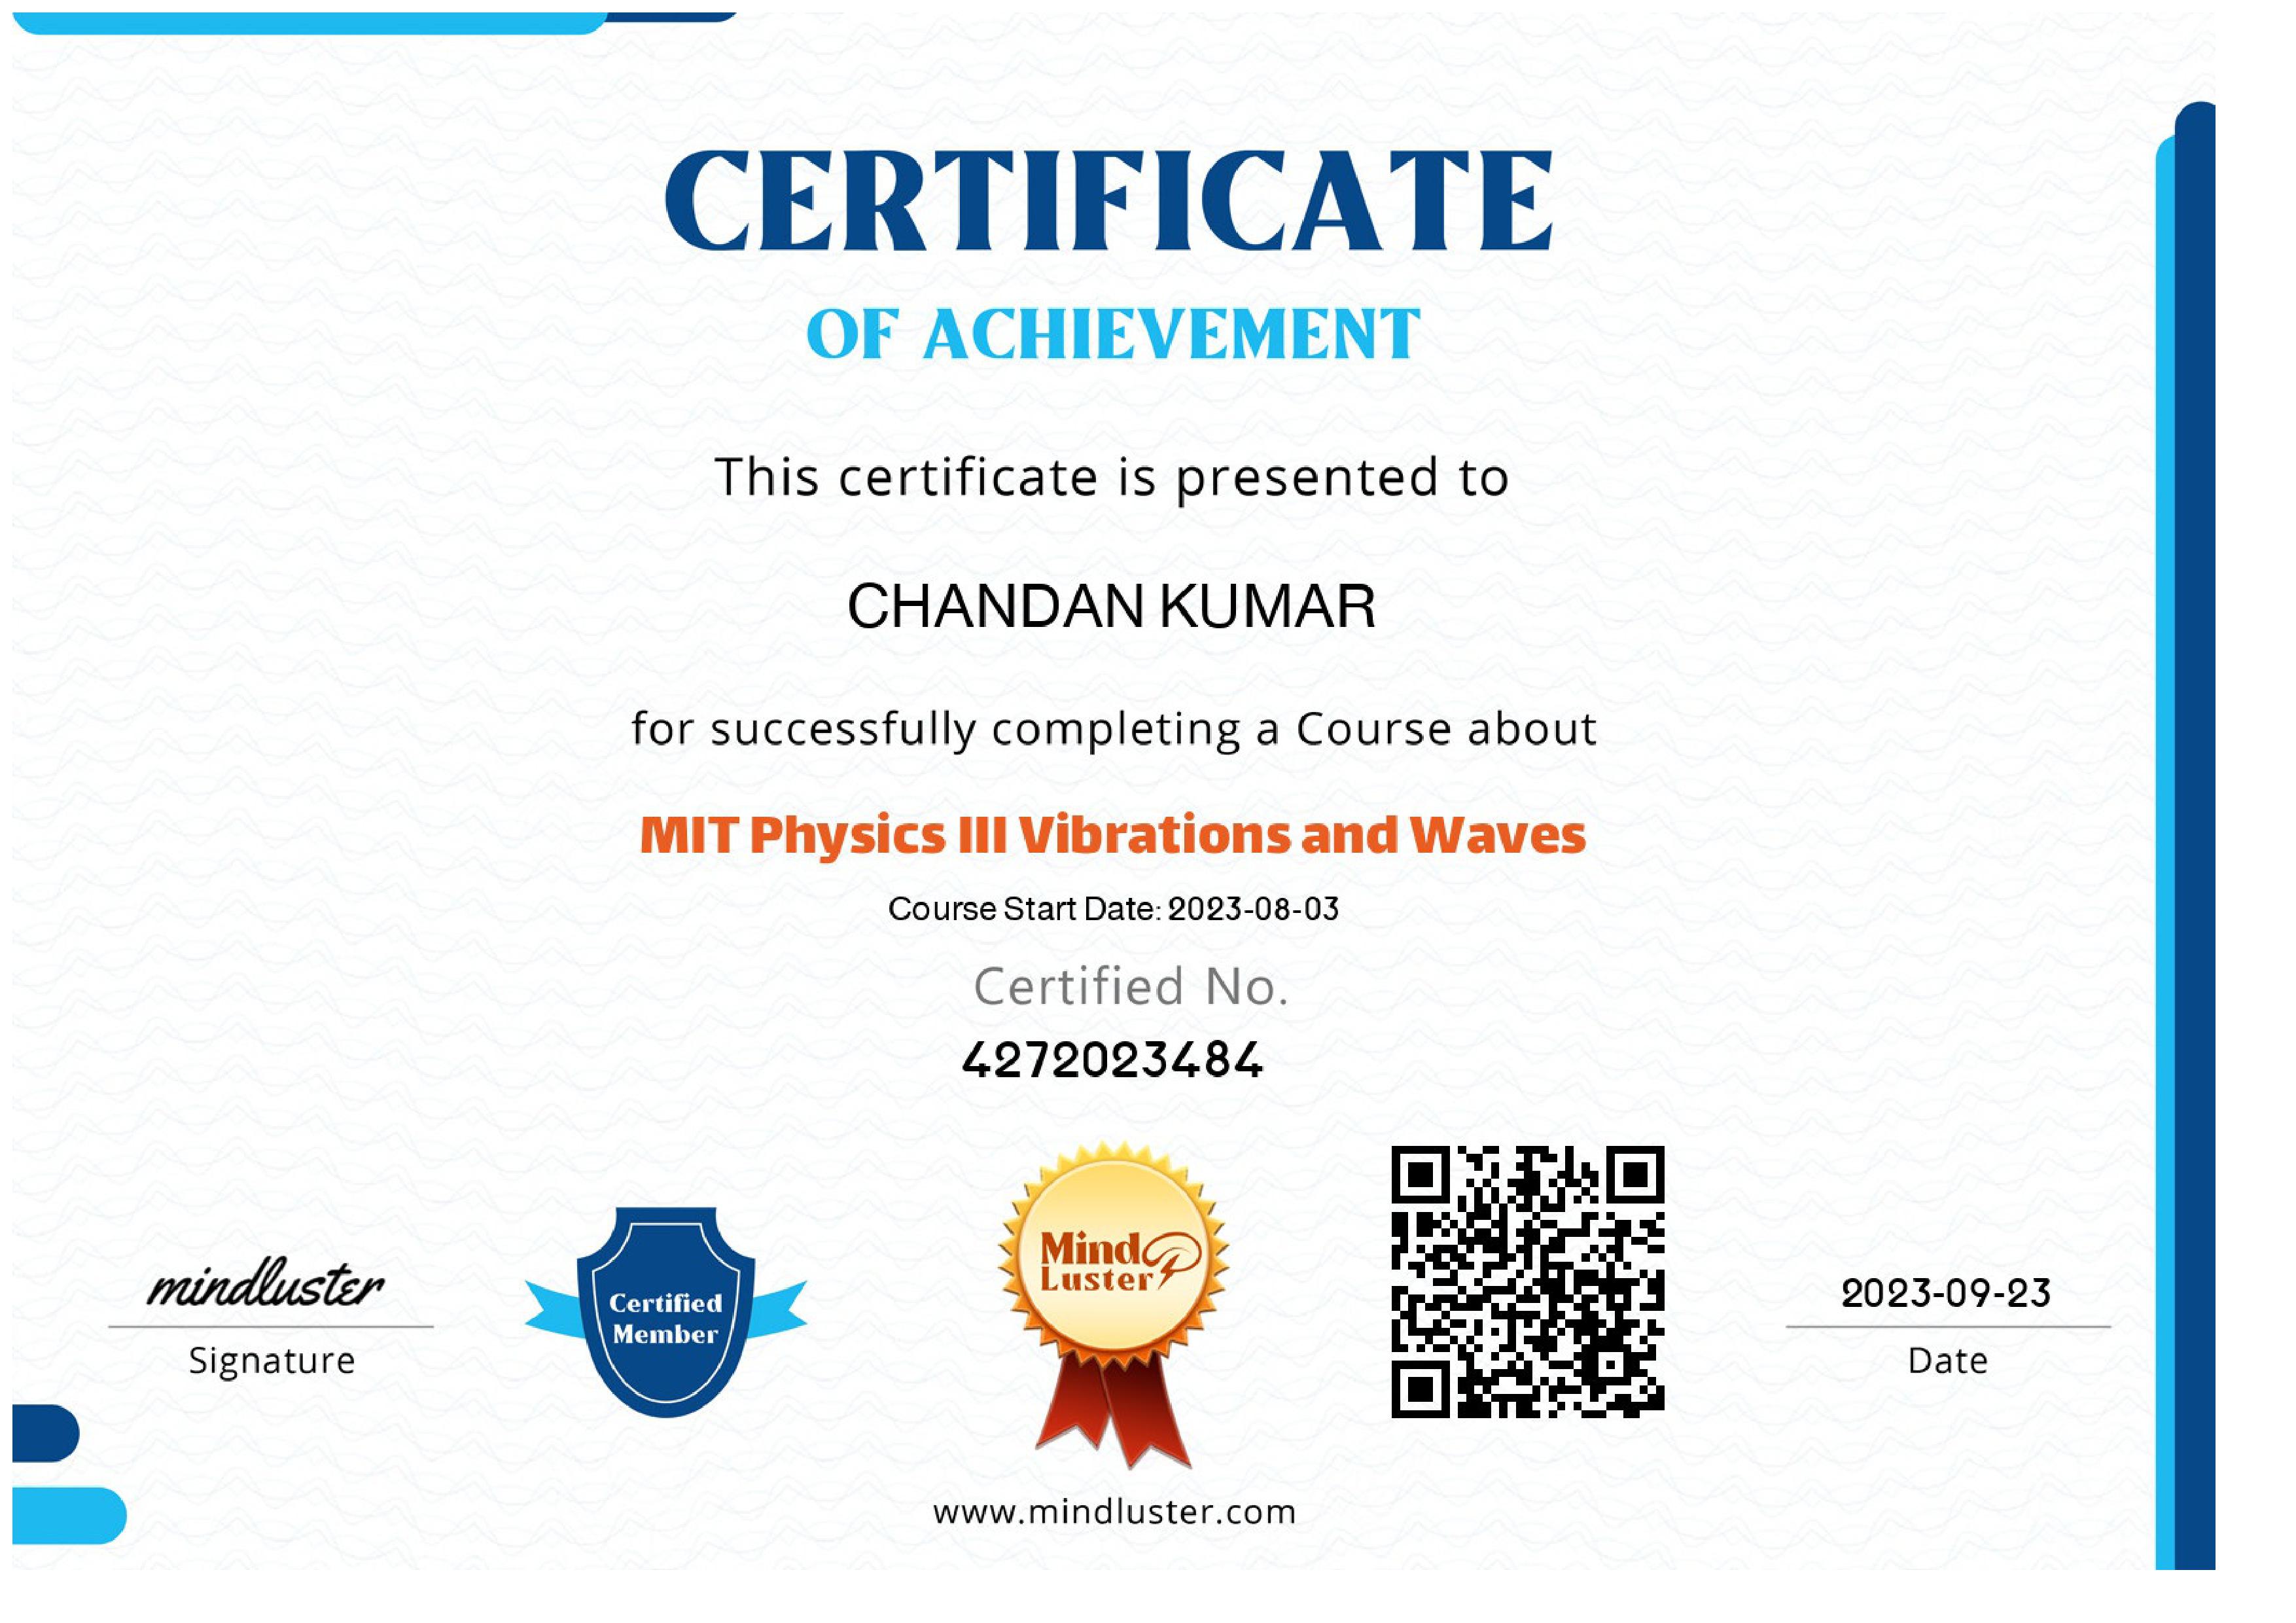 CERTIFICATE
OF ACHIEVEMENT
This certificate is presented to
CHANDAN KUMAR
for successfully completing a Course about
MIT Physics III Vibrations and Waves
Course Start Date: 2023-08-03
Certified No.
4272023484
mindluster
Signature
Certified
Member
Mind
Luster
2023-09-23
Date
www.mindluster.com